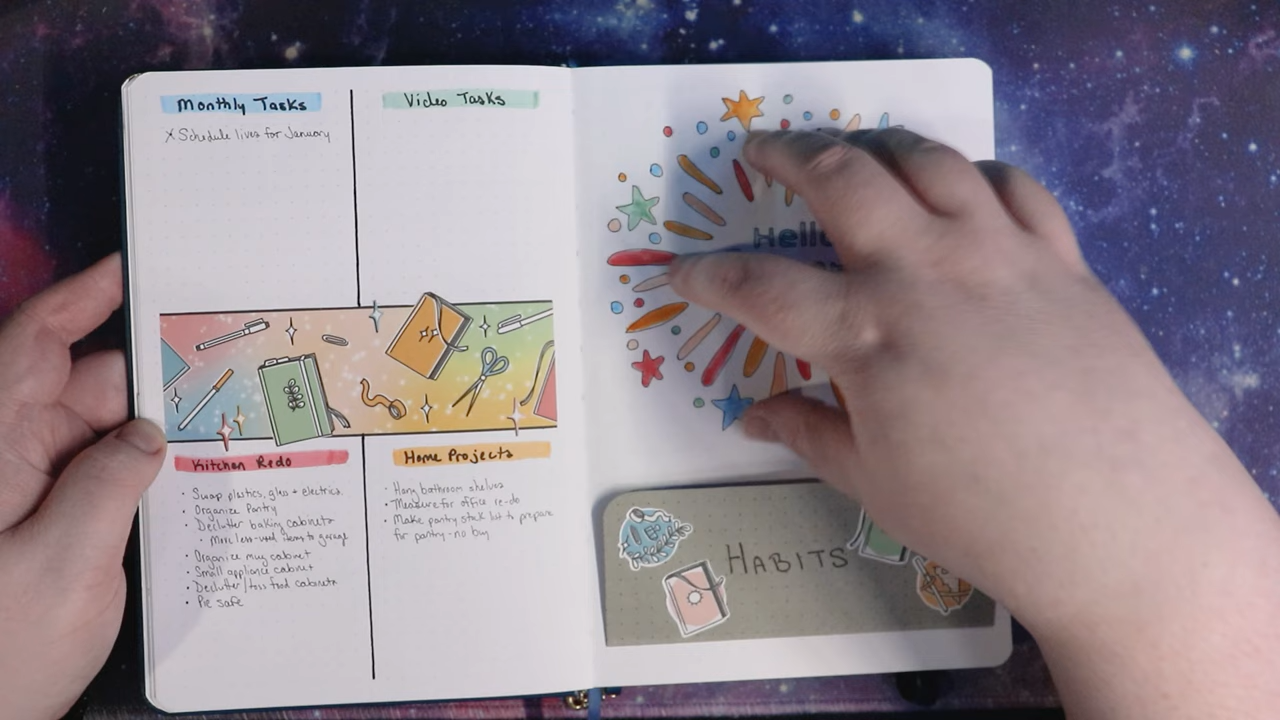 Monthly Tasks
x Schedule lives for January
Video Tasks
Kitchen Redo
• Swap plastics, glass + electrics
• Organize Pantry
• Declutter baking cabinets
• Move less-used items to garage
• Organize mug cabinet
• Small appliance cabinet
• Declutter/toss food cabinets
• Pie safe
Home Projects
• Hang bathroom shelves
• Measure for office re-do
• Make pantry stock list to prepare
for pantry-no buy
Hello
HABITS